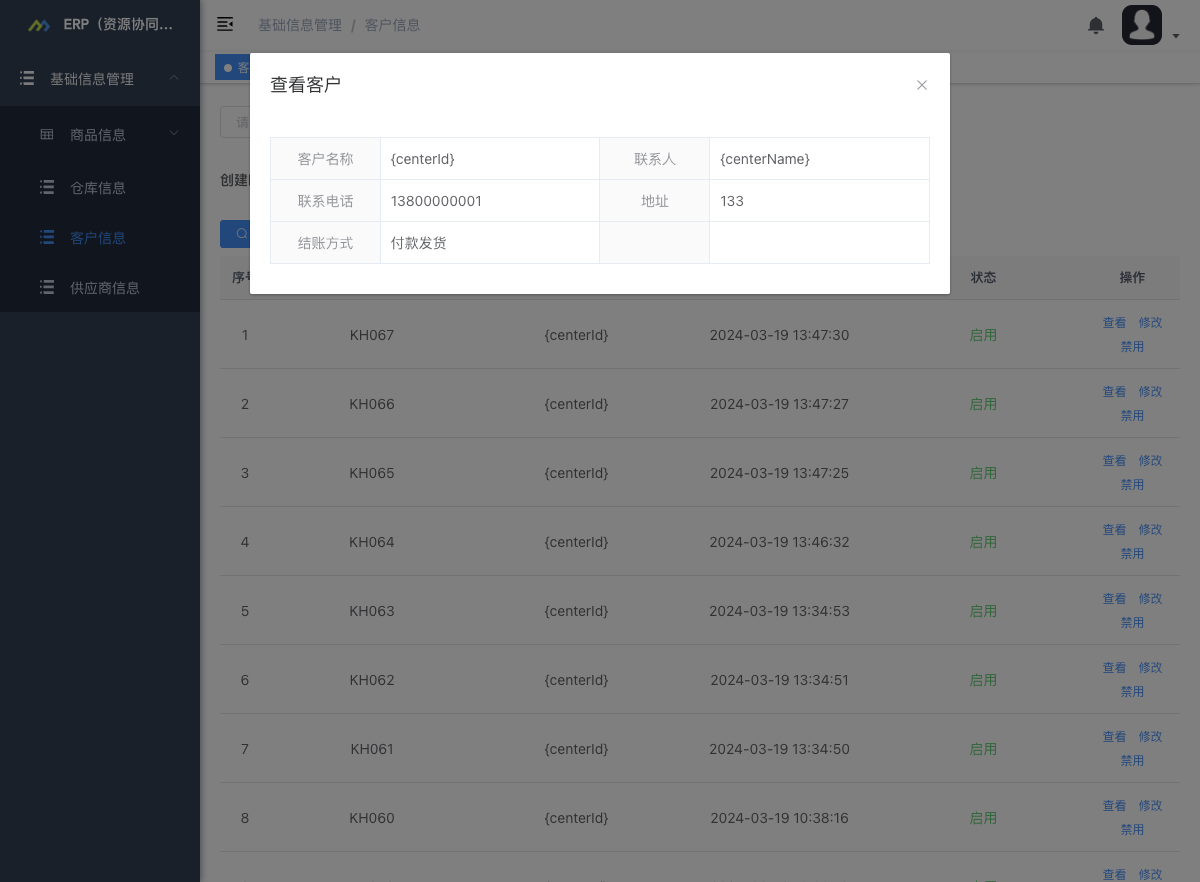 ERP（资源协同...
基础信息管理 / 客户信息
基础信息管理
客
查看客户
请
商品信息
客户名称 {centerId} 联系人 {centerName}
创建
仓库信息
联系电话 13800000001 地址 133
客户信息
结账方式 付款发货
供应商信息
序号 状态 操作
1 KH067 {centerId} 2024-03-19 13:47:30 启用 查看 修改
禁用
2 KH066 {centerId} 2024-03-19 13:47:27 启用 查看 修改
禁用
3 KH065 {centerId} 2024-03-19 13:47:25 启用 查看 修改
禁用
4 KH064 {centerId} 2024-03-19 13:46:32 启用 查看 修改
禁用
5 KH063 {centerId} 2024-03-19 13:34:53 启用 查看 修改
禁用
6 KH062 {centerId} 2024-03-19 13:34:51 启用 查看 修改
禁用
7 KH061 {centerId} 2024-03-19 13:34:50 启用 查看 修改
禁用
8 KH060 {centerId} 2024-03-19 10:38:16 启用 查看 修改
禁用
查看 修改